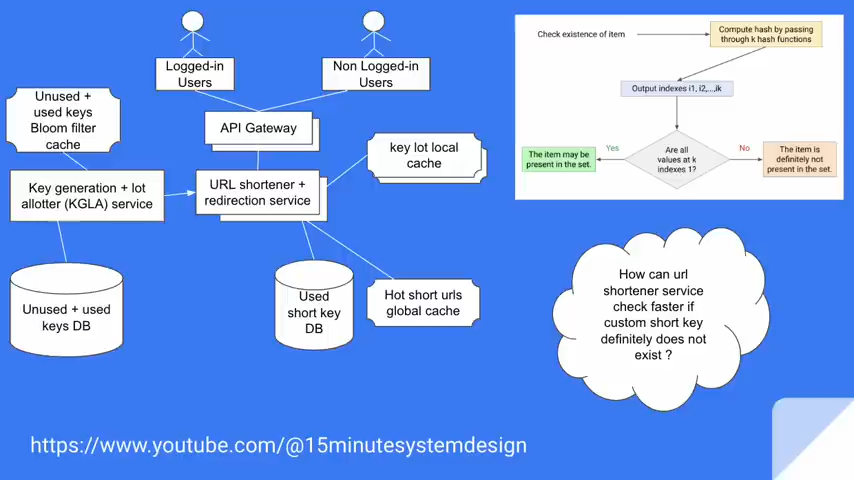 Logged-in
Users
Non Logged-in
Users
Unused +
used keys
Bloom filter
cache
API Gateway
key lot local
cache
Key generation + lot
allotter (KGLA) service
URL shortener +
redirection service
Unused + used
keys DB
Used
short key
DB
Hot short urls
global cache
Check existence of item
Compute hash by passing
through k hash functions
Output indexes i1, i2,...,ik
Are all
values at k
indexes 1?
Yes
No
The item may be
present in the set.
The item is
definitely not
present in the set.
How can url
shortener service
check faster if
custom short key
definitely does not
exist ?
https://www.youtube.com/@15minutesystemdesign